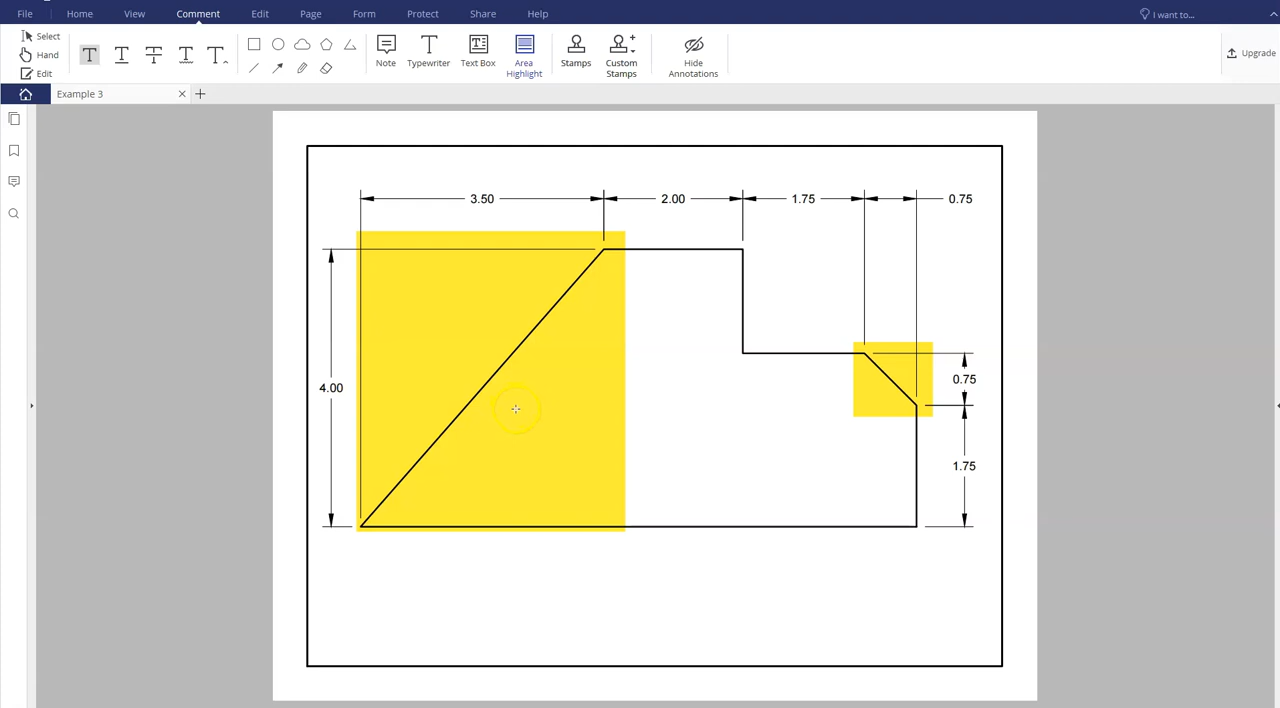 File Home View Comment Edit Page Form Protect Share Help I want to...
Select
Hand
Edit
Note Typewriter Text Box Area Highlight Stamps Custom Stamps Hide Annotations Upgrade
Example 3
3.50 2.00 1.75 0.75
4.00
0.75
1.75